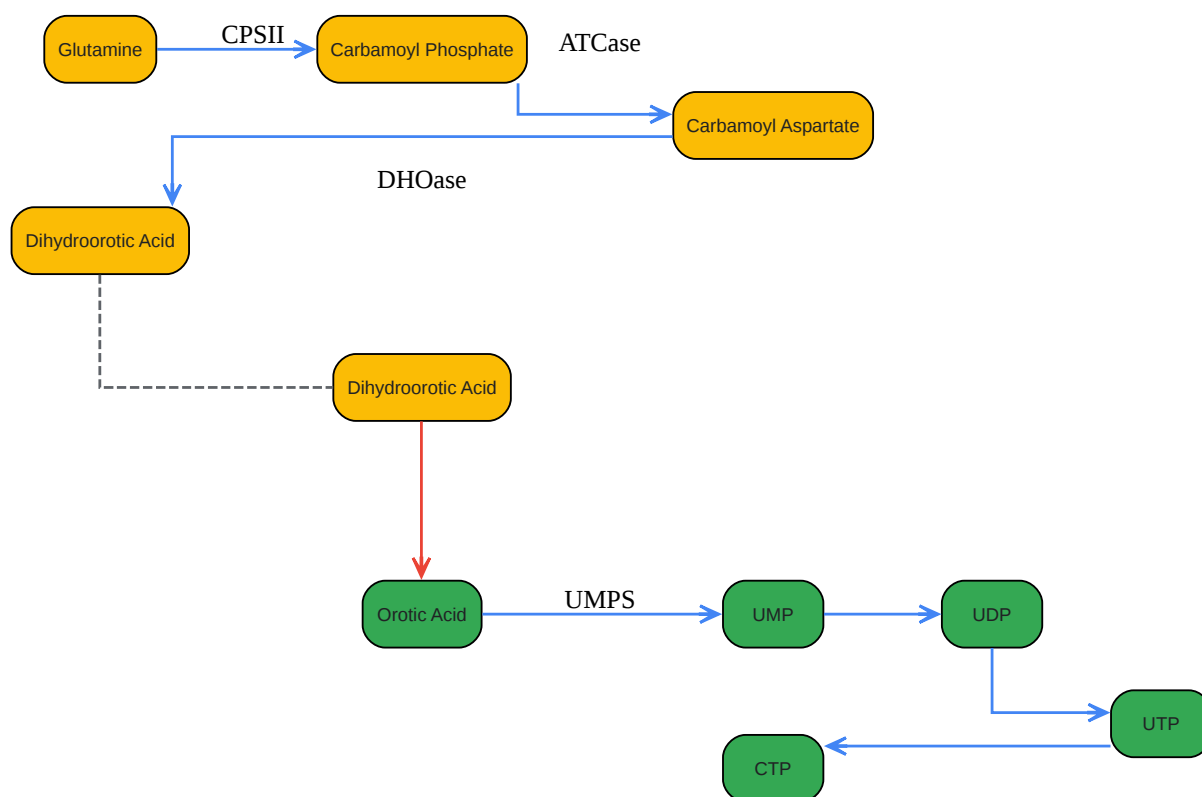 Glutamine
CPSII
Carbamoyl Phosphate
ATCase
Carbamoyl Aspartate
DHOase
Dihydroorotic Acid
Dihydroorotic Acid
Orotic Acid
UMPS
UMP
UDP
UTP
CTP